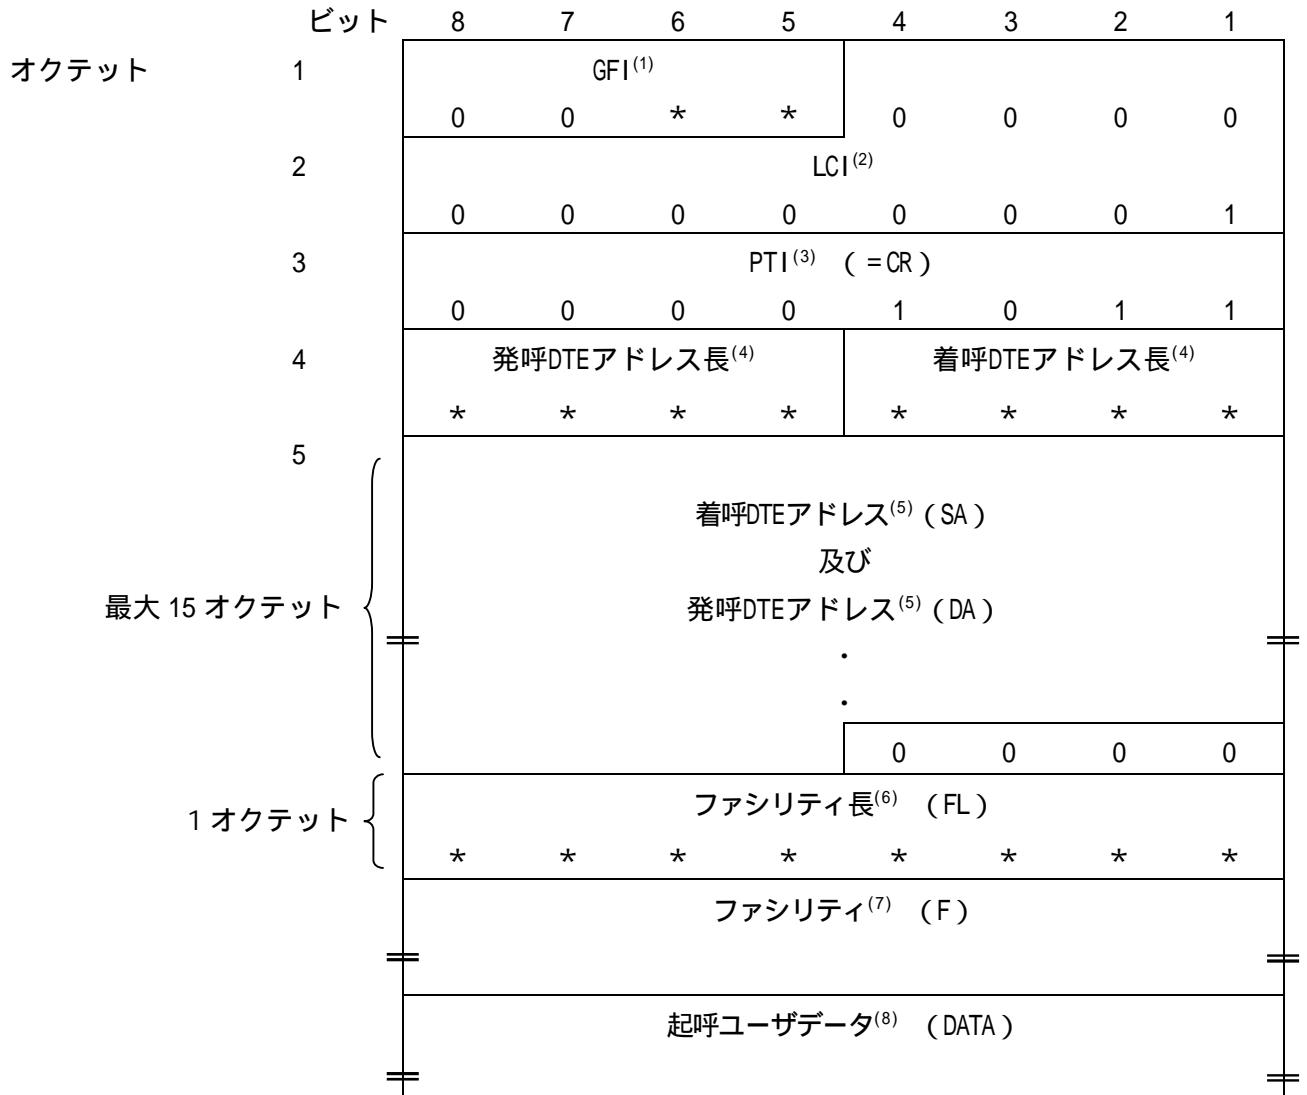 ビット 8 7 6 5 4 3 2 1
オクテット 1 GFI(1)
0 0 * * 0 0 0 0
2 LCI(2)
0 0 0 0 0 0 0 1
3 PTI(3) (=CR)
0 0 0 0 1 0 1 1
4 発呼DTEアドレス長(4) 着呼DTEアドレス長(4)
* * * * * * * *
5
着呼DTEアドレス(5) (SA)
及び
最大 15 オクテット 発呼DTEアドレス(5) (DA)
・
・
0 0 0 0
ファシリティ長(6) (FL)
1 オクテット
* * * * * * * *
ファシリティ(7) (F)
起呼ユーザデータ(8) (DATA)